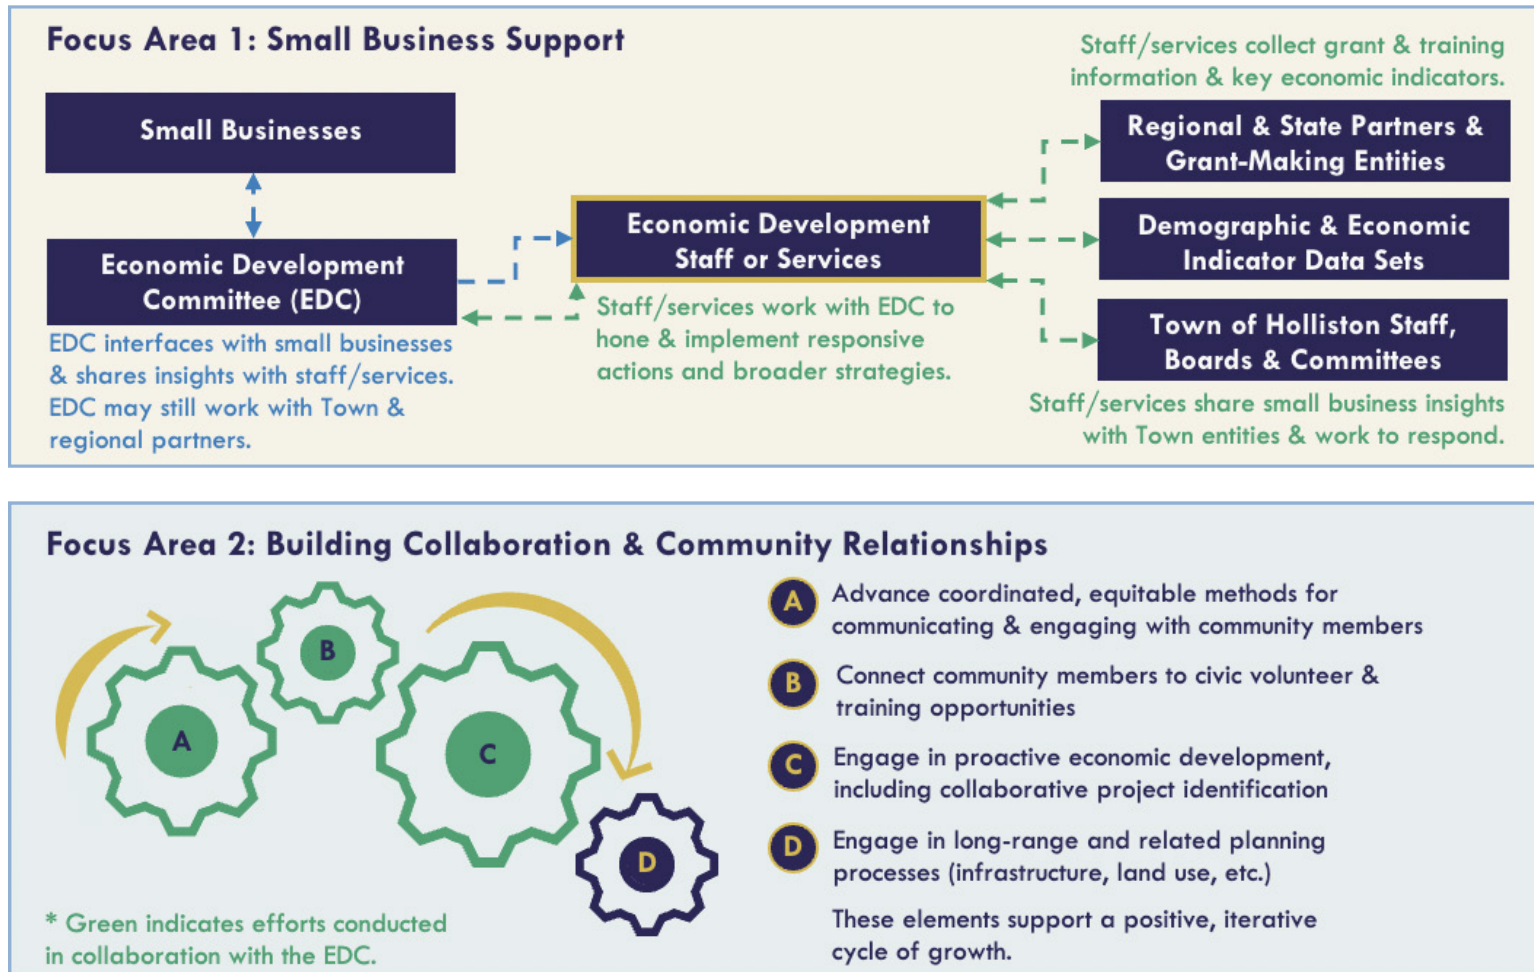 Focus Area 1: Small Business Support
Small Businesses
Economic Development
Committee (EDC)
EDC interfaces with small businesses
& shares insights with staff/services.
EDC may still work with Town &
regional partners.
Economic Development
Staff or Services
Staff/services work with EDC to
hone & implement responsive
actions and broader strategies.
Staff/services collect grant & training
information & key economic indicators.
Regional & State Partners &
Grant-Making Entities
Demographic & Economic
Indicator Data Sets
Town of Holliston Staff,
Boards & Committees
Staff/services share small business insights
with Town entities & work to respond.
Focus Area 2: Building Collaboration & Community Relationships
A
B
C
D
* Green indicates efforts conducted
in collaboration with the EDC.
A Advance coordinated, equitable methods for
communicating & engaging with community members
B Connect community members to civic volunteer &
training opportunities
C Engage in proactive economic development,
including collaborative project identification
D Engage in long-range and related planning
processes (infrastructure, land use, etc.)
These elements support a positive, iterative
cycle of growth.